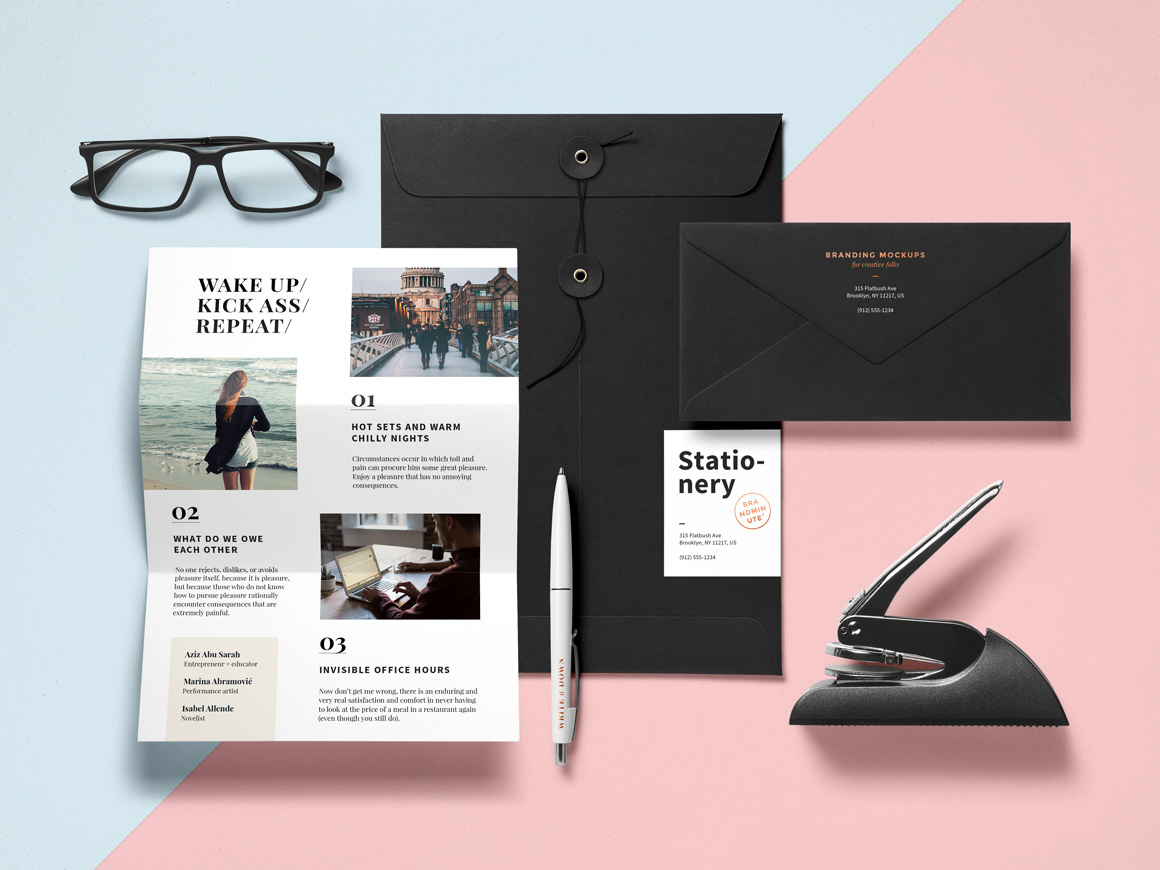 WAKE UP/
KICK ASS/
REPEAT/
01
HOT SETS AND WARM
CHILLY NIGHTS
Circumstances occur in which toil and
pain can procure him some great pleasure.
Enjoy a pleasure that has no annoying
consequences.
02
WHAT DO WE OWE
EACH OTHER
No one rejects, dislikes, or avoids
pleasure itself, because it is pleasure,
but because those who do not know
how to pursue pleasure rationally
encounter consequences that are
extremely painful.
Aziz Abu Sarah
Entrepreneur + educator
Marina Abramović
Performance artist
Isabel Allende
Novelist
03
INVISIBLE OFFICE HOURS
Now don't get me wrong, there is an enduring and
very real satisfaction and comfort in never having
to look at the price of a meal in a restaurant again
(even though you still do).
WRITE it DOWN
BRANDING MOCKUPS
for creative folks
315 Flatbush Ave
Brooklyn, NY 11217, US
(912) 555-1234
Statio-
nery
BRA
NDMIN
UTE'
315 Flatbush Ave
Brooklyn, NY 11217, US
(912) 555-1234